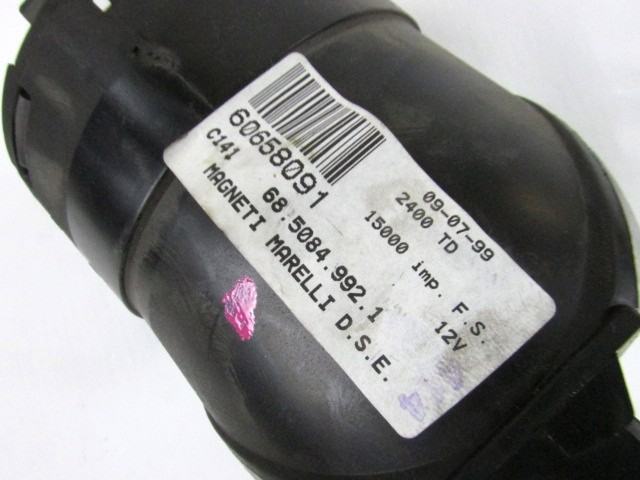 60658091
C141
09-07-99
2400 TD
15000 imp. F.S.
12V
68.5084.992.1
MAGNETI MARELLI D.S.E.